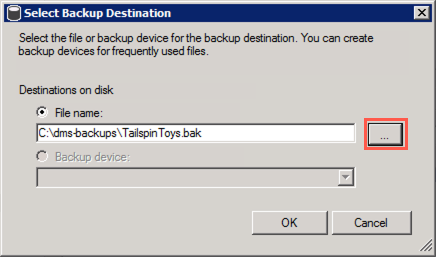 Select Backup Destination
Select the file or backup device for the backup destination. You can create
backup devices for frequently used files.
Destinations on disk
File name:
C:\dms-backups\TailspinToys.bak
...
Backup device:
OK
Cancel